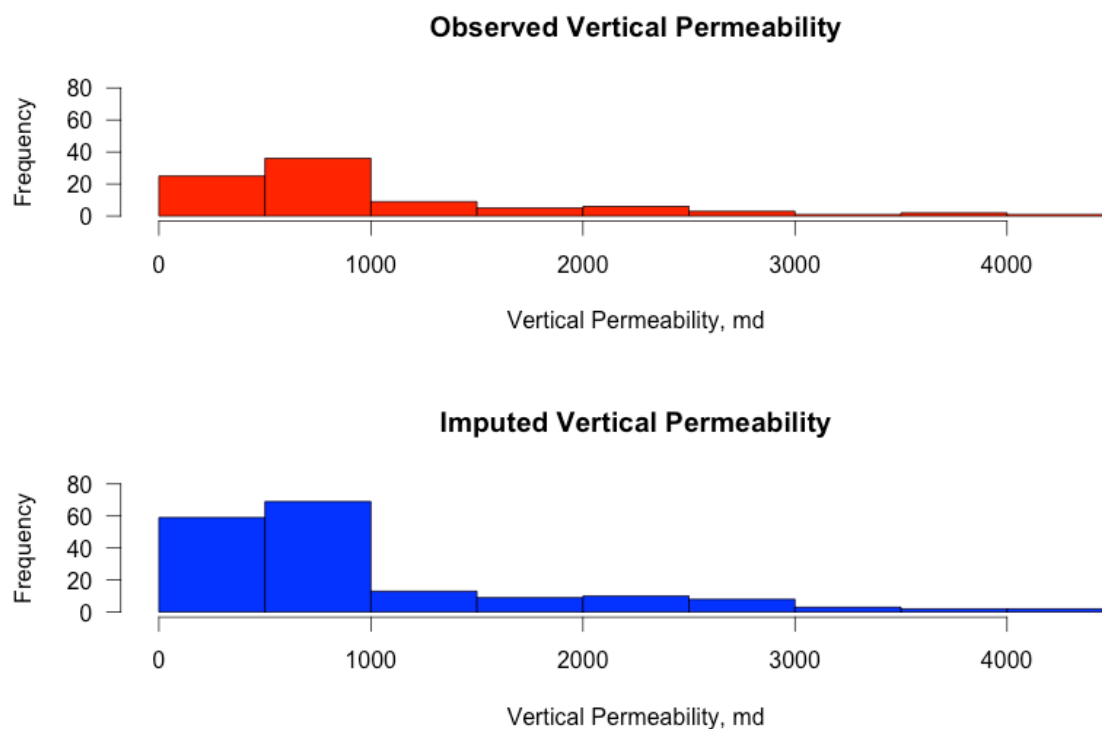 Observed Vertical Permeability
80
60
40
20
0
Frequency
0 1000 2000 3000 4000
Vertical Permeability, md
Imputed Vertical Permeability
80
60
40
20
0
Frequency
0 1000 2000 3000 4000
Vertical Permeability, md